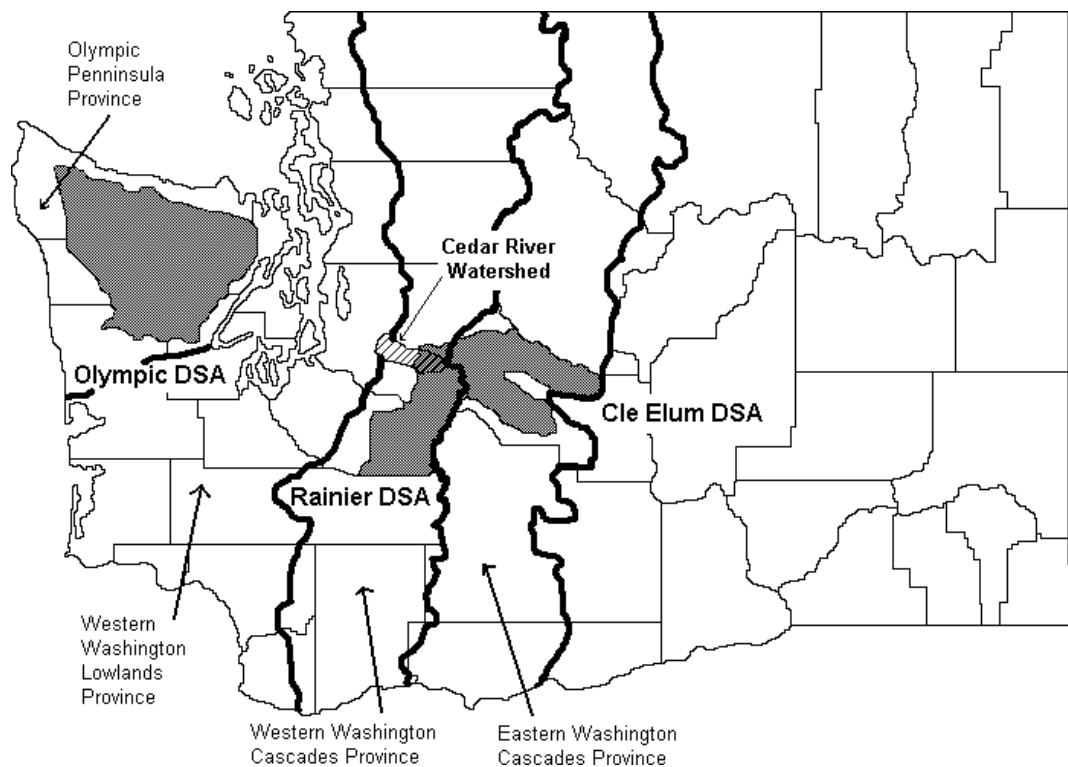 Olympic
Penninsula
Province
Cedar River
Watershed
Olympic DSA
Cle Elum DSA
Rainier DSA
Western
Washington
Lowlands
Province
Western Washington
Cascades Province
Eastern Washington
Cascades Province